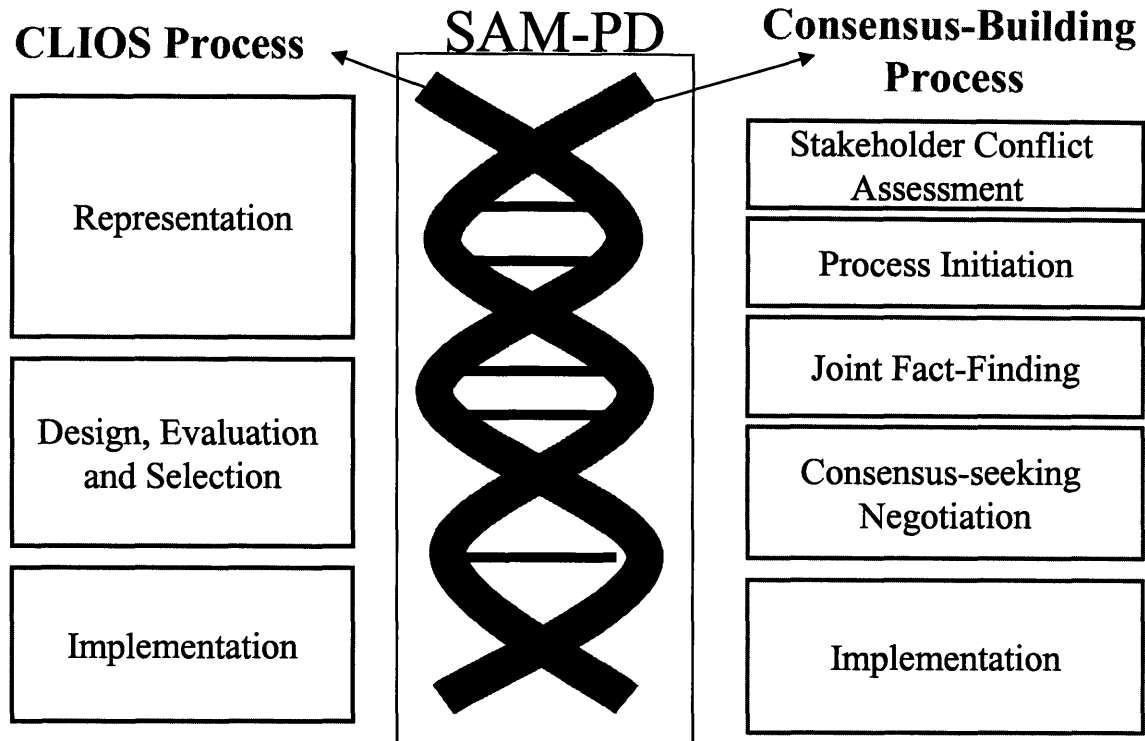 CLIOS Process
Representation
Design, Evaluation
and Selection
Implementation
SAM-PD
Consensus-Building
Process
Stakeholder Conflict
Assessment
Process Initiation
Joint Fact-Finding
Consensus-seeking
Negotiation
Implementation